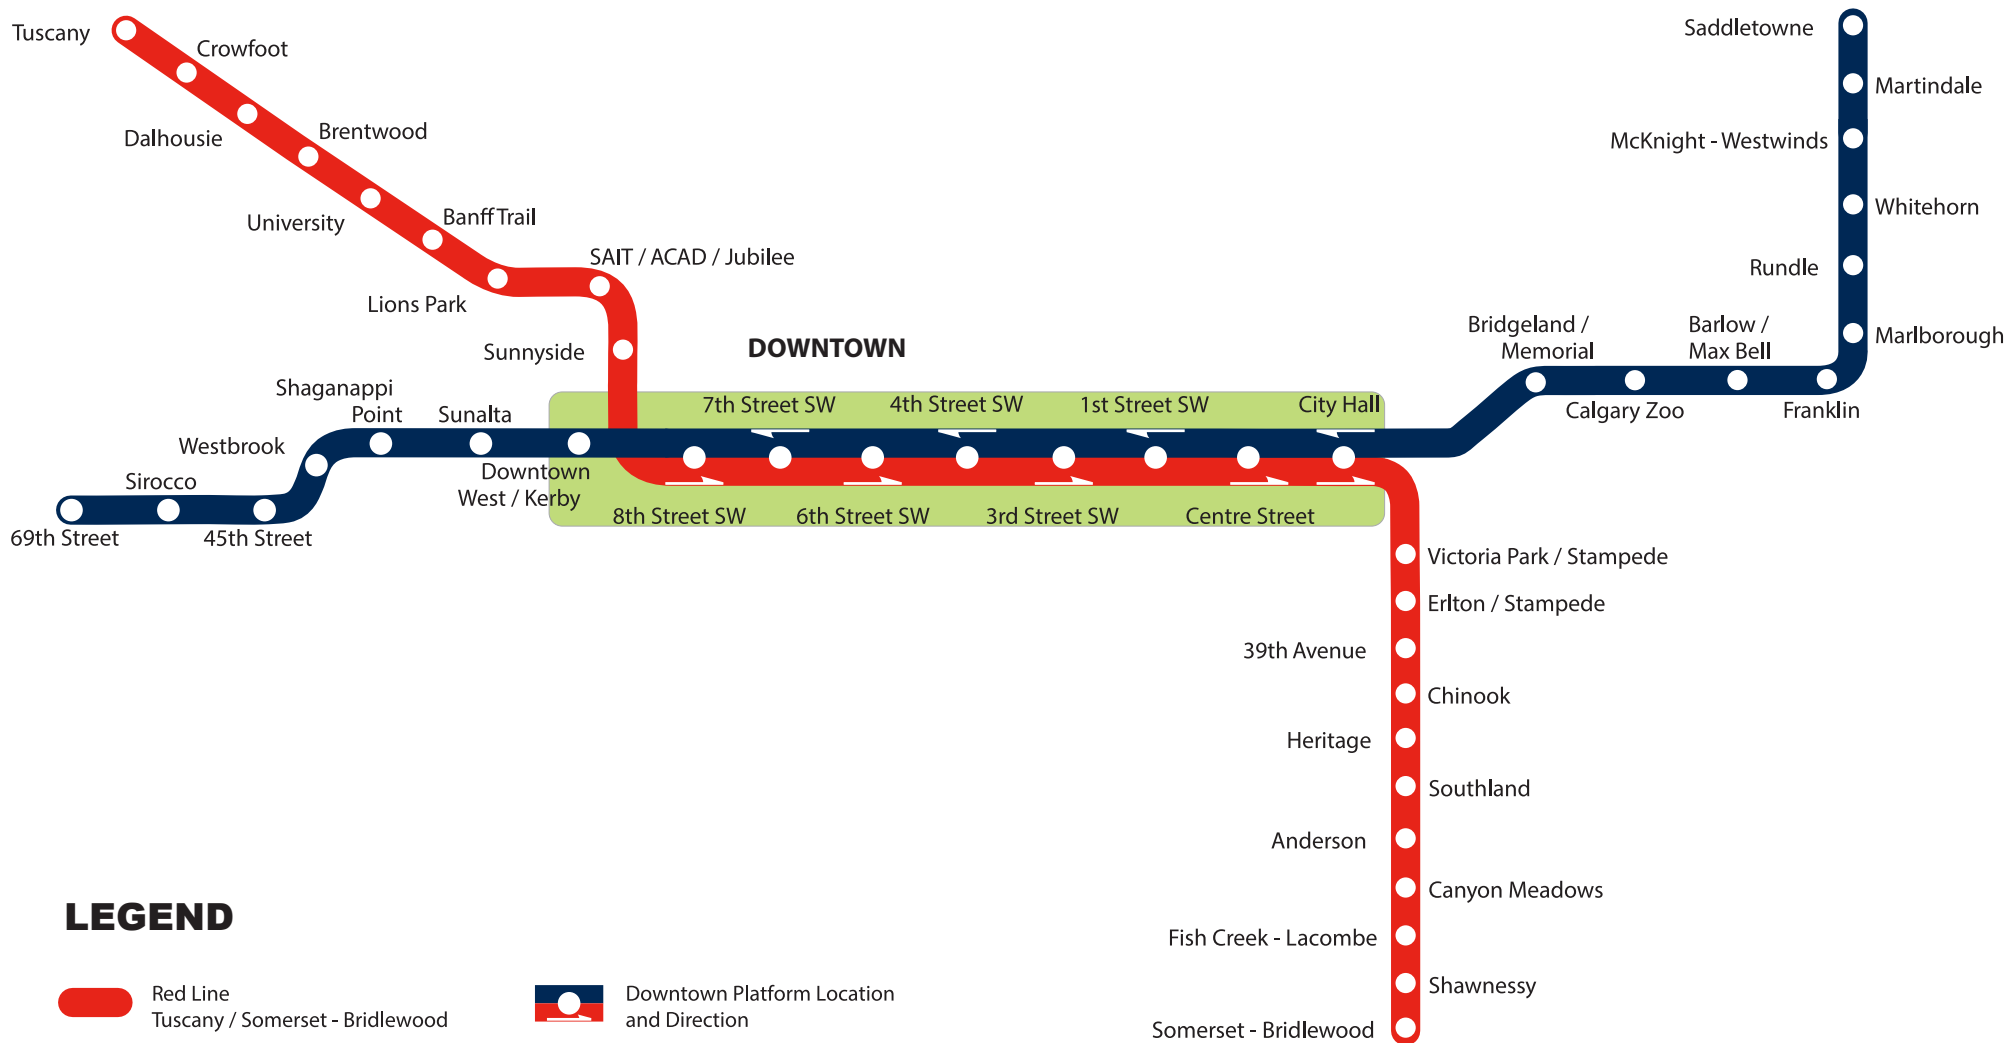 Tuscany
Crowfoot
Dalhousie
Brentwood
University
Banff Trail
Lions Park
SAIT / ACAD / Jubilee
Sunnyside
DOWNTOWN
Shaganappi
Point
Sunalta
Westbrook
Sirocco
69th Street
45th Street
Downtown
West / Kerby
7th Street SW
4th Street SW
1st Street SW
City Hall
8th Street SW
6th Street SW
3rd Street SW
Centre Street
Bridgeland /
Memorial
Calgary Zoo
Barlow /
Max Bell
Franklin
Saddletowne
Martindale
McKnight - Westwinds
Whitehorn
Rundle
Marlborough
Victoria Park / Stampede
Erlton / Stampede
39th Avenue
Chinook
Heritage
Southland
Anderson
Canyon Meadows
Fish Creek - Lacombe
Shawnessy
Somerset - Bridlewood
LEGEND
Red Line
Tuscany / Somerset - Bridlewood
Downtown Platform Location
and Direction